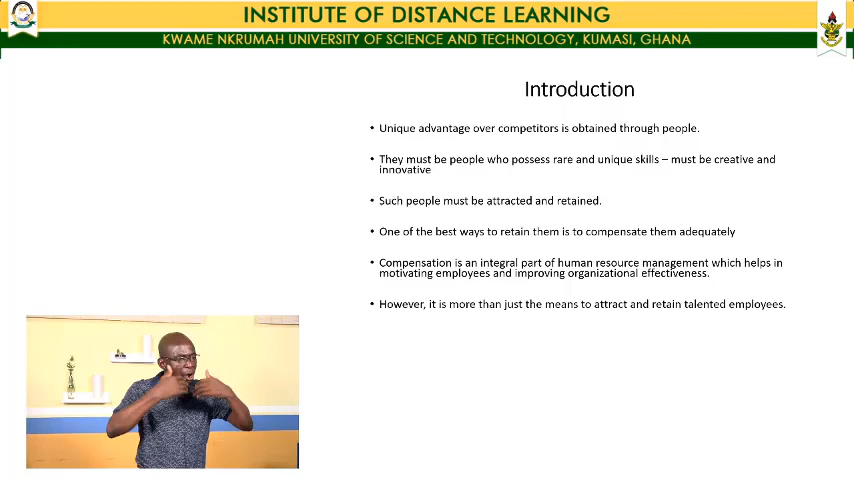 INSTITUTE OF DISTANCE LEARNING
KWAME NKRUMAH UNIVERSITY OF SCIENCE AND TECHNOLOGY, KUMASI, GHANA
Introduction
• Unique advantage over competitors is obtained through people.
• They must be people who possess rare and unique skills – must be creative and
innovative
• Such people must be attracted and retained.
• One of the best ways to retain them is to compensate them adequately
• Compensation is an integral part of human resource management which helps in
motivating employees and improving organizational effectiveness.
• However, it is more than just the means to attract and retain talented employees.